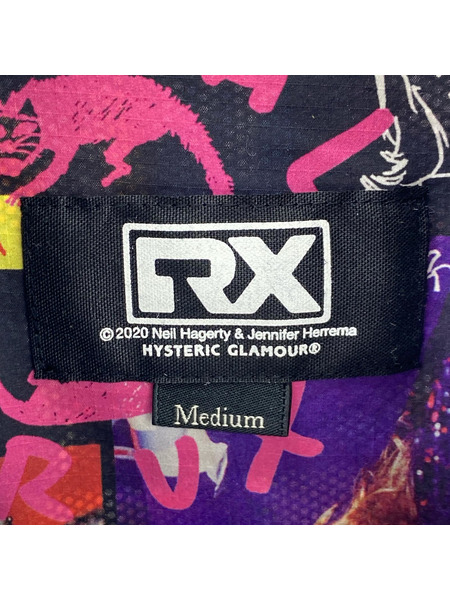 RX
© 2020 Neil Hagerty & Jennifer Herrema
HYSTERIC GLAMOUR®
Medium